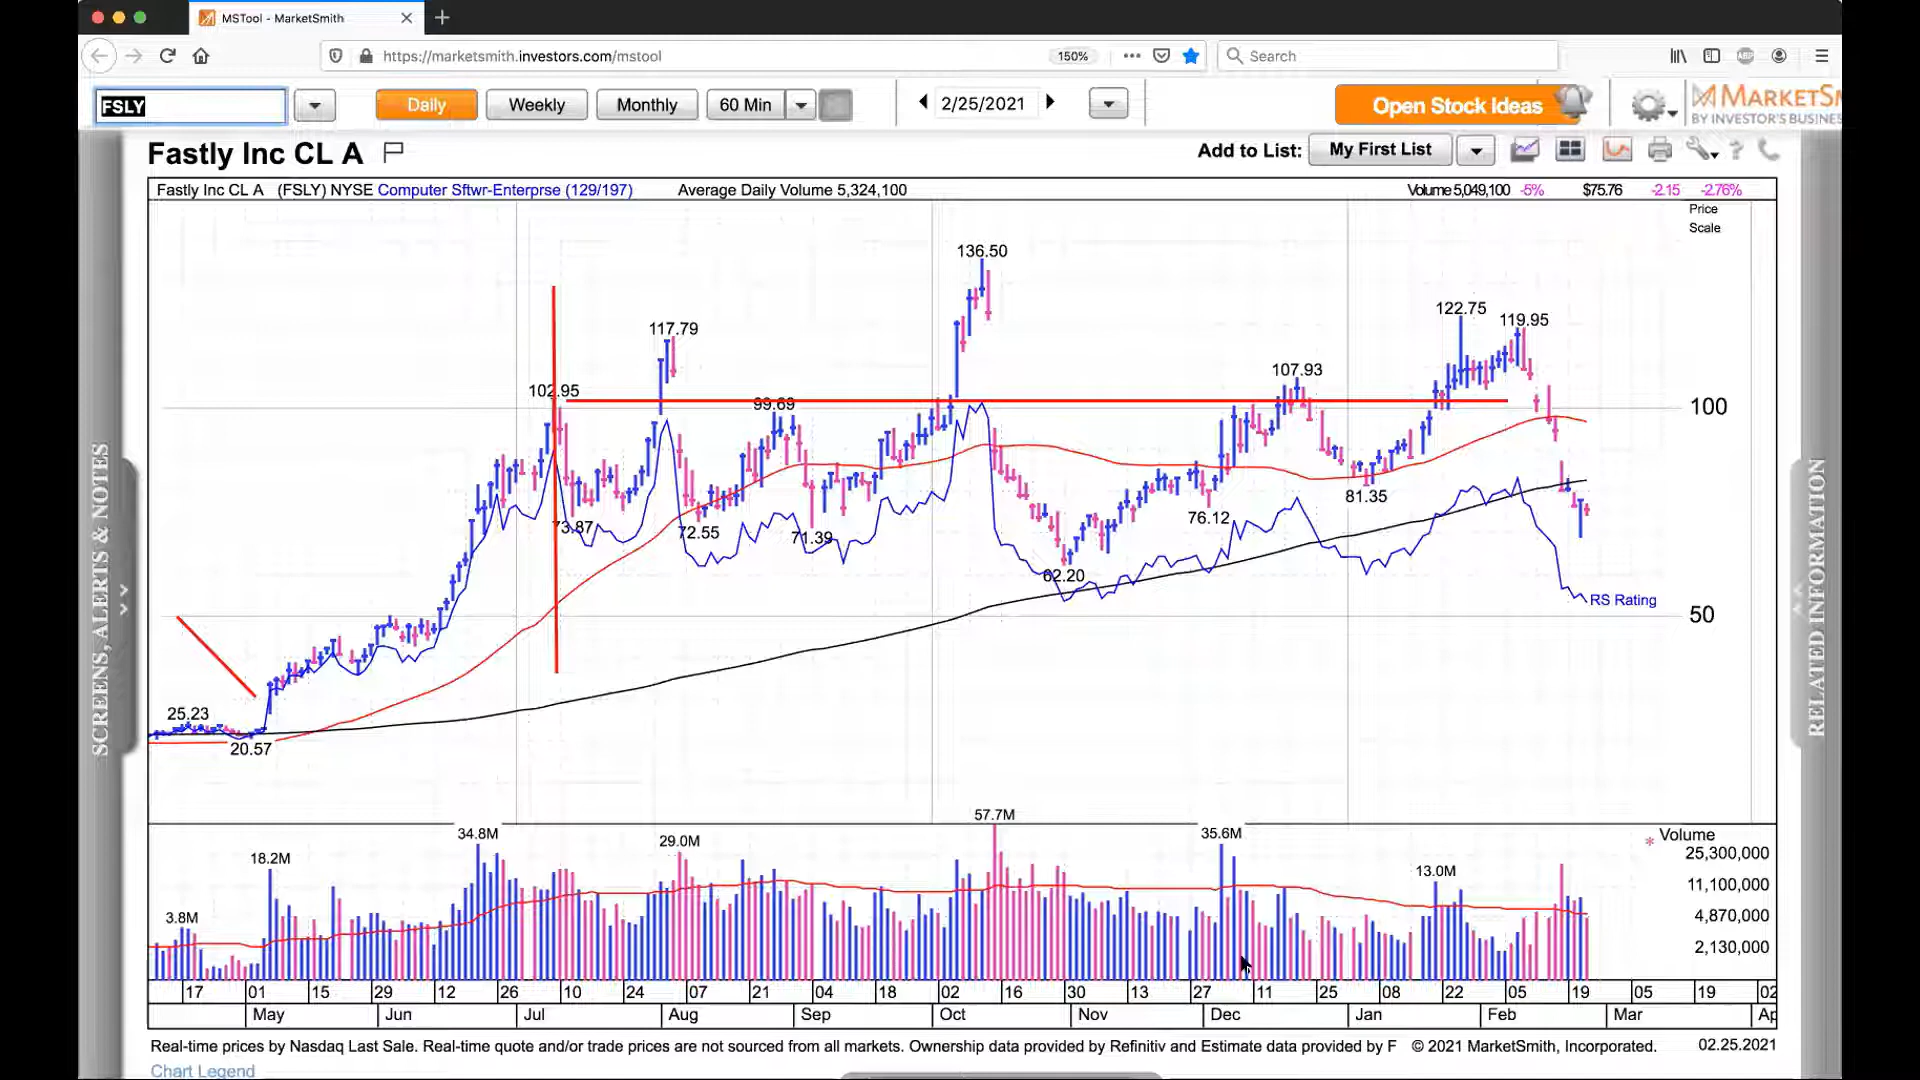 MSTool - MarketSmith
https://marketsmith.investors.com/mstool
150%
Search
FSLY
Daily
Weekly
Monthly
60 Min
2/25/2021
Open Stock Ideas
MARKETSM
BY INVESTOR'S BUSINES
Fastly Inc CL A
Add to List:
My First List
Fastly Inc CL A (FSLY) NYSE Computer Sftwr-Enterprse (129/197)
Average Daily Volume 5,324,100
Volume 5,049,100 -5% $75.76 -2.15 -2.76%
Price
Scale
136.50
122.75
119.95
117.79
107.93
102.95
99.69
100
81.35
76.12
73.87
72.55
71.39
62.20
RS Rating
50
25.23
20.57
SCREENS, ALERTS & NOTES
RELATED INFORMATION
57.7M
34.8M
35.6M
29.0M
18.2M
13.0M
3.8M
Volume
25,300,000
11,100,000
4,870,000
2,130,000
17 01 15 29 12 26 10 24 07 21 04 18 02 16 30 13 27 11 25 08 22 05 19 05 19 02
May Jun Jul Aug Sep Oct Nov Dec Jan Feb Mar Ap
Real-time prices by Nasdaq Last Sale. Real-time quote and/or trade prices are not sourced from all markets. Ownership data provided by Refinitiv and Estimate data provided by F © 2021 MarketSmith, Incorporated.
02.25.2021
Chart Legend